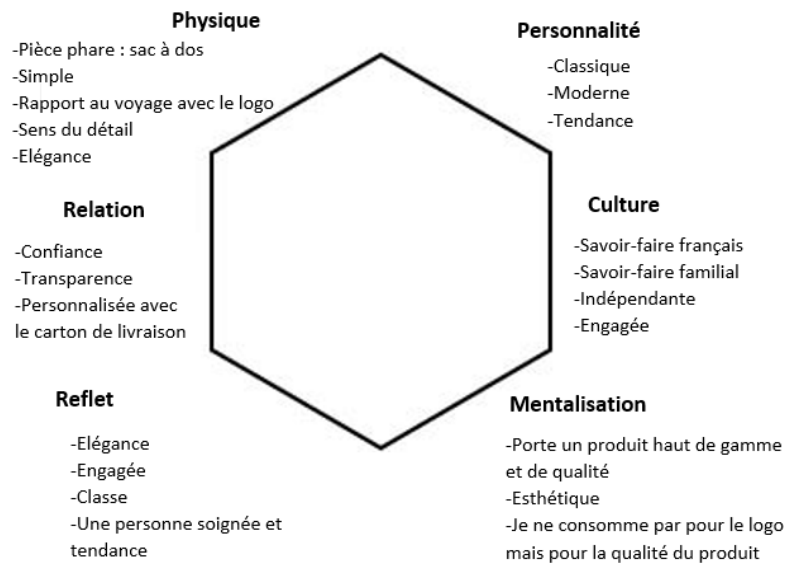 Physique
-Pièce phare : sac à dos
-Simple
-Rapport au voyage avec le logo
-Sens du détail
-Elégance
Personnalité
-Classique
-Moderne
-Tendance
Relation
-Confiance
-Transparence
-Personnalisée avec
le carton de livraison
Culture
-Savoir-faire français
-Savoir-faire familial
-Indépendante
-Engagée
Reflet
-Elégance
-Engagée
-Classe
-Une personne soignée et
tendance
Mentalisation
-Porte un produit haut de gamme
et de qualité
-Esthétique
-Je ne consomme par pour le logo
mais pour la qualité du produit